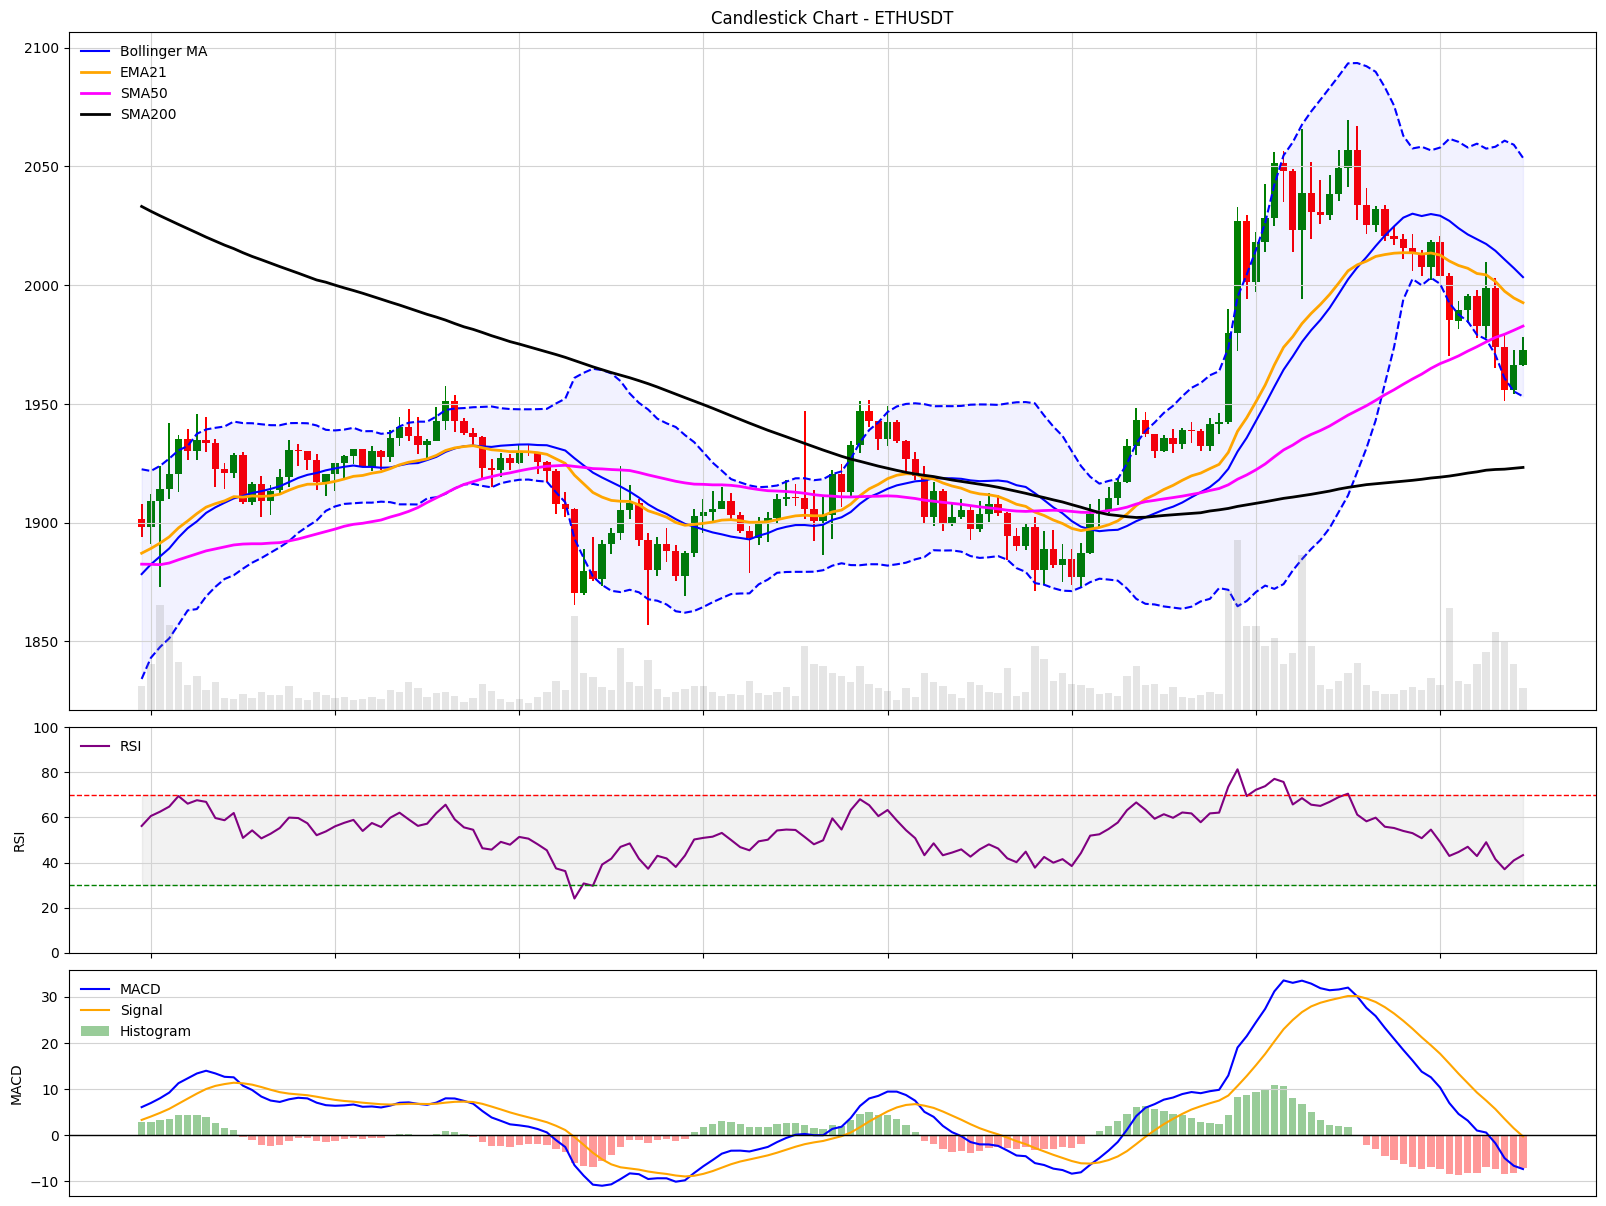 Candlestick Chart - ETHUSDT
2100
2050
2000
1950
1900
1850
Bollinger MA
EMA21
SMA50
SMA200
100
80
60
40
20
0
RSI
RSI
30
20
10
0
−10
MACD
MACD
Signal
Histogram